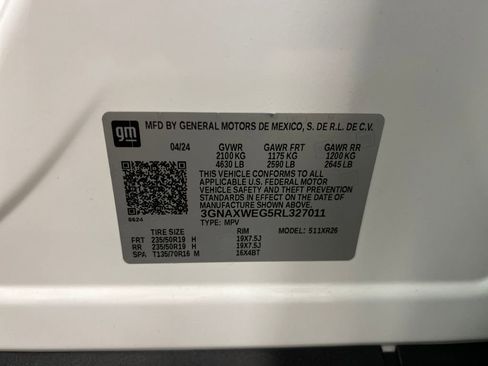 gm MFD BY GENERAL MOTORS DE MEXICO, S. DE R.L. DE C.V.
04/24 GVWR GAWR FRT GAWR RR
2100 KG 1175 KG 1200 KG
4630 LB 2590 LB 2645 LB
THIS VEHICLE CONFORMS TO ALL
APPLICABLE U.S. FEDERAL MOTOR
VEHICLE SAFETY AND THEFT PREVENTION
STANDARDS IN EFFECT ON THE DATE OF
MANUFACTURE SHOWN ABOVE.
3GNAXWEG5RL327011
6624 TYPE: MPV
TIRE SIZE RIM MODEL: 511XR26
FRT 235/50R19 H 19X7.5J
RR 235/50R19 H 19X7.5J
SPA T135/70R16 M 16X4BT